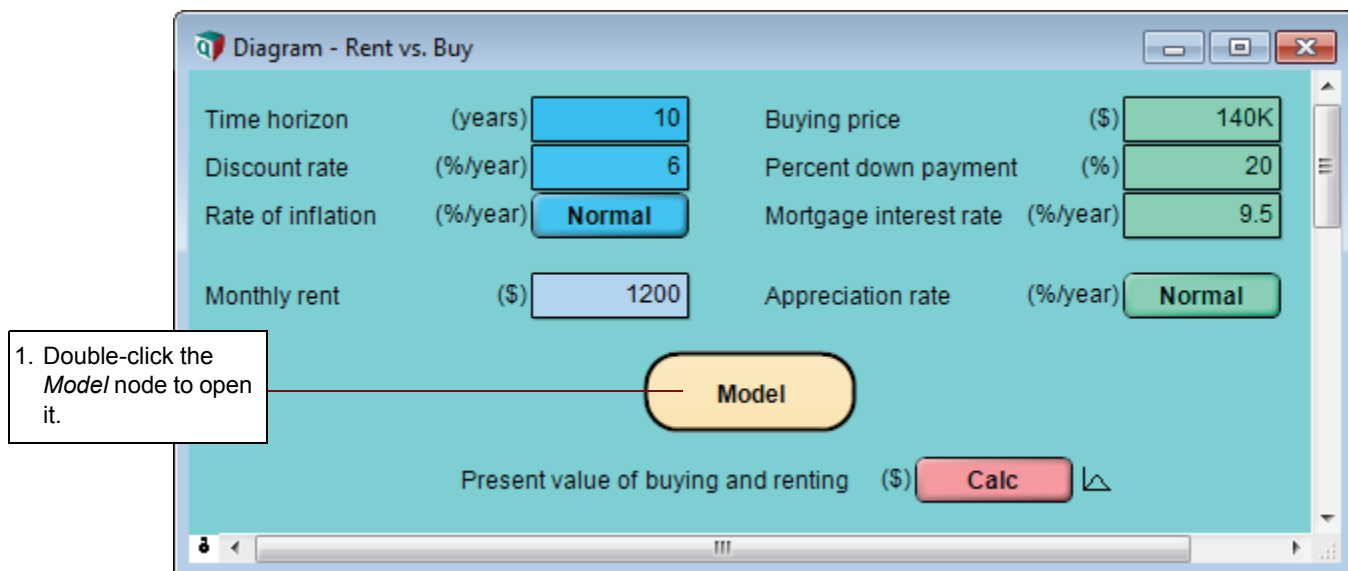 Diagram - Rent vs. Buy
Time horizon (years) 10 Buying price ($) 140K
Discount rate (%/year) 6 Percent down payment (%) 20
Rate of inflation (%/year) Normal Mortgage interest rate (%/year) 9.5
Monthly rent ($) 1200 Appreciation rate (%/year) Normal
1. Double-click the
Model node to open
it.
Model
Present value of buying and renting ($) Calc